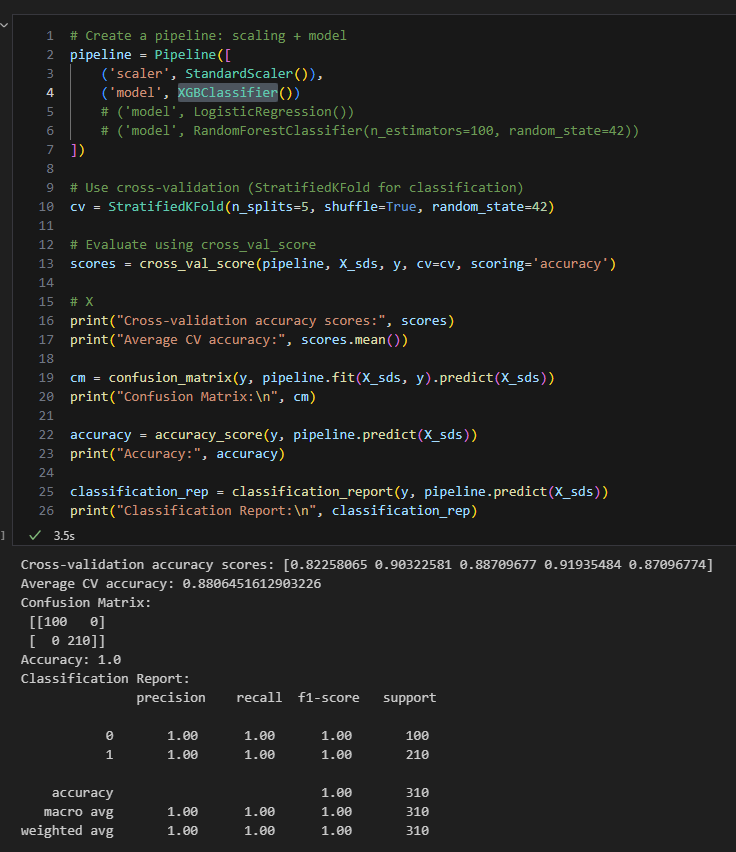 1 # Create a pipeline: scaling + model
2 pipeline = Pipeline([
3     ('scaler', StandardScaler()),
4     ('model', XGBClassifier())
5     # ('model', LogisticRegression())
6     # ('model', RandomForestClassifier(n_estimators=100, random_state=42))
7 ])
8
9 # Use cross-validation (StratifiedKFold for classification)
10 cv = StratifiedKFold(n_splits=5, shuffle=True, random_state=42)
11
12 # Evaluate using cross_val_score
13 scores = cross_val_score(pipeline, X_sds, y, cv=cv, scoring='accuracy')
14
15 # X
16 print("Cross-validation accuracy scores:", scores)
17 print("Average CV accuracy:", scores.mean())
18
19 cm = confusion_matrix(y, pipeline.fit(X_sds, y).predict(X_sds))
20 print("Confusion Matrix:\n", cm)
21
22 accuracy = accuracy_score(y, pipeline.predict(X_sds))
23 print("Accuracy:", accuracy)
24
25 classification_rep = classification_report(y, pipeline.predict(X_sds))
26 print("Classification Report:\n", classification_rep)
] ✓ 3.5s
Cross-validation accuracy scores: [0.82258065 0.90322581 0.88709677 0.91935484 0.87096774]
Average CV accuracy: 0.8806451612903226
Confusion Matrix:
 [[100   0]
 [  0 210]]
Accuracy: 1.0
Classification Report:
               precision    recall  f1-score   support

           0       1.00      1.00      1.00       100
           1       1.00      1.00      1.00       210

    accuracy                           1.00       310
   macro avg       1.00      1.00      1.00       310
weighted avg       1.00      1.00      1.00       310